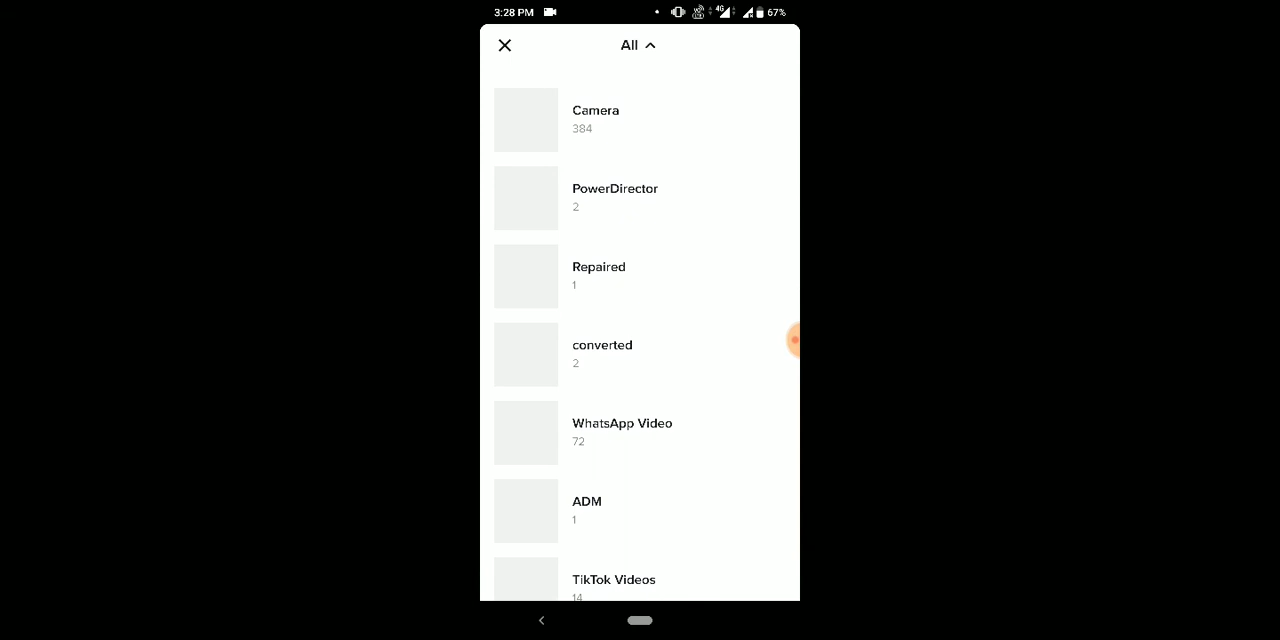 3:28 PM
4G
67%
All
Camera
384
PowerDirector
2
Repaired
1
converted
2
WhatsApp Video
72
ADM
1
TikTok Videos
14